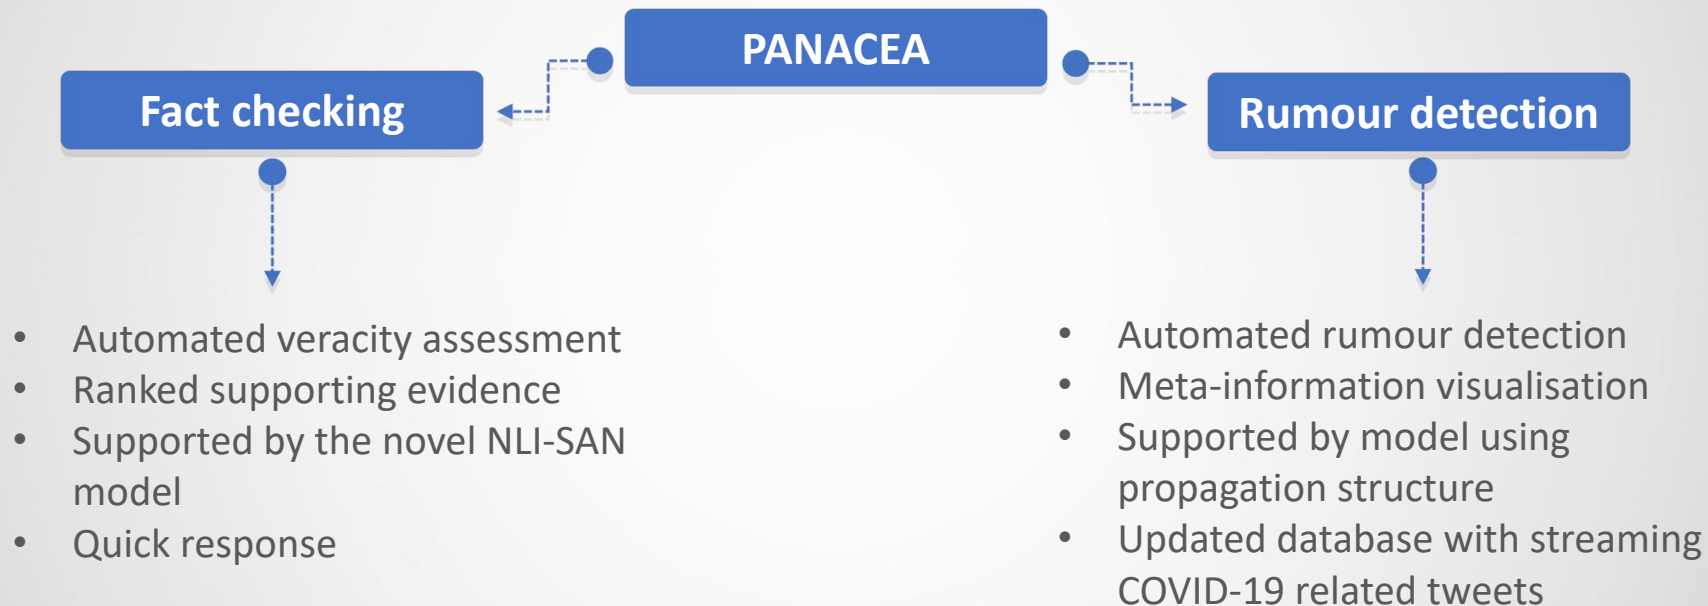 PANACEA
Fact checking
Rumour detection
• Automated veracity assessment
• Ranked supporting evidence
• Supported by the novel NLI-SAN
model
• Quick response
• Automated rumour detection
• Meta-information visualisation
• Supported by model using
propagation structure
• Updated database with streaming
COVID-19 related tweets